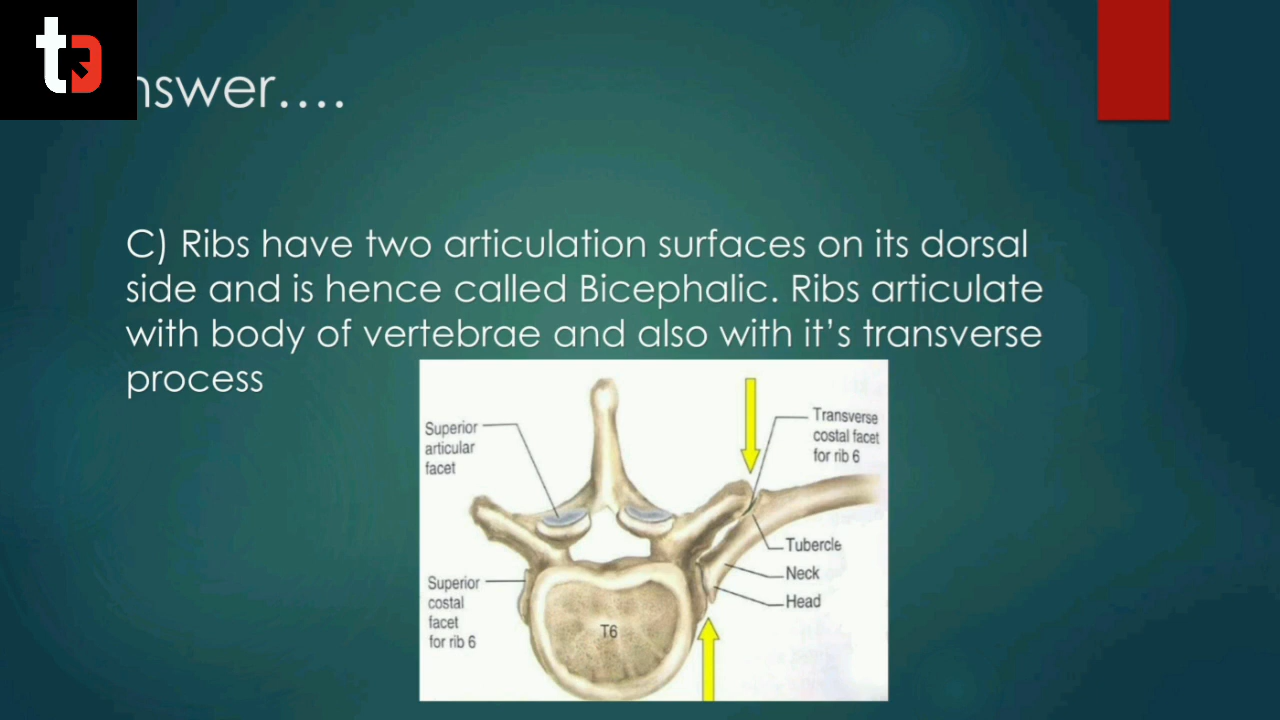 nswer....
C) Ribs have two articulation surfaces on its dorsal
side and is hence called Bicephalic. Ribs articulate
with body of vertebrae and also with it's transverse
process
Superior
articular
facet
Transverse
costal facet
for rib 6
Tubercle
Neck
Head
Superior
costal
facet
for rib 6
T6